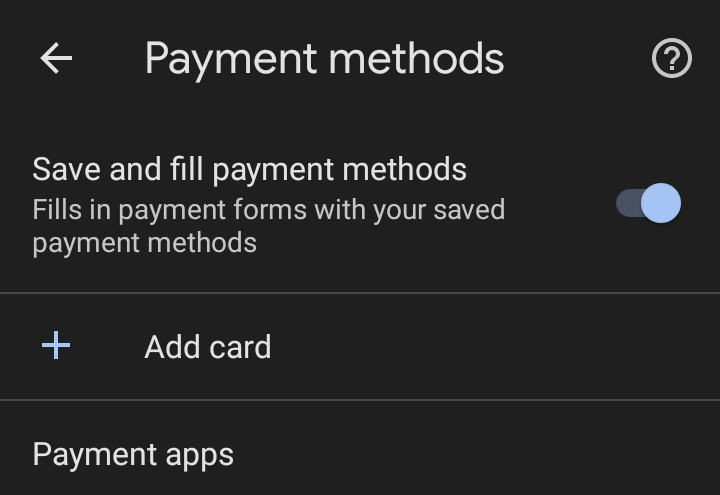 Payment methods
Save and fill payment methods
Fills in payment forms with your saved
payment methods
Add card
Payment apps